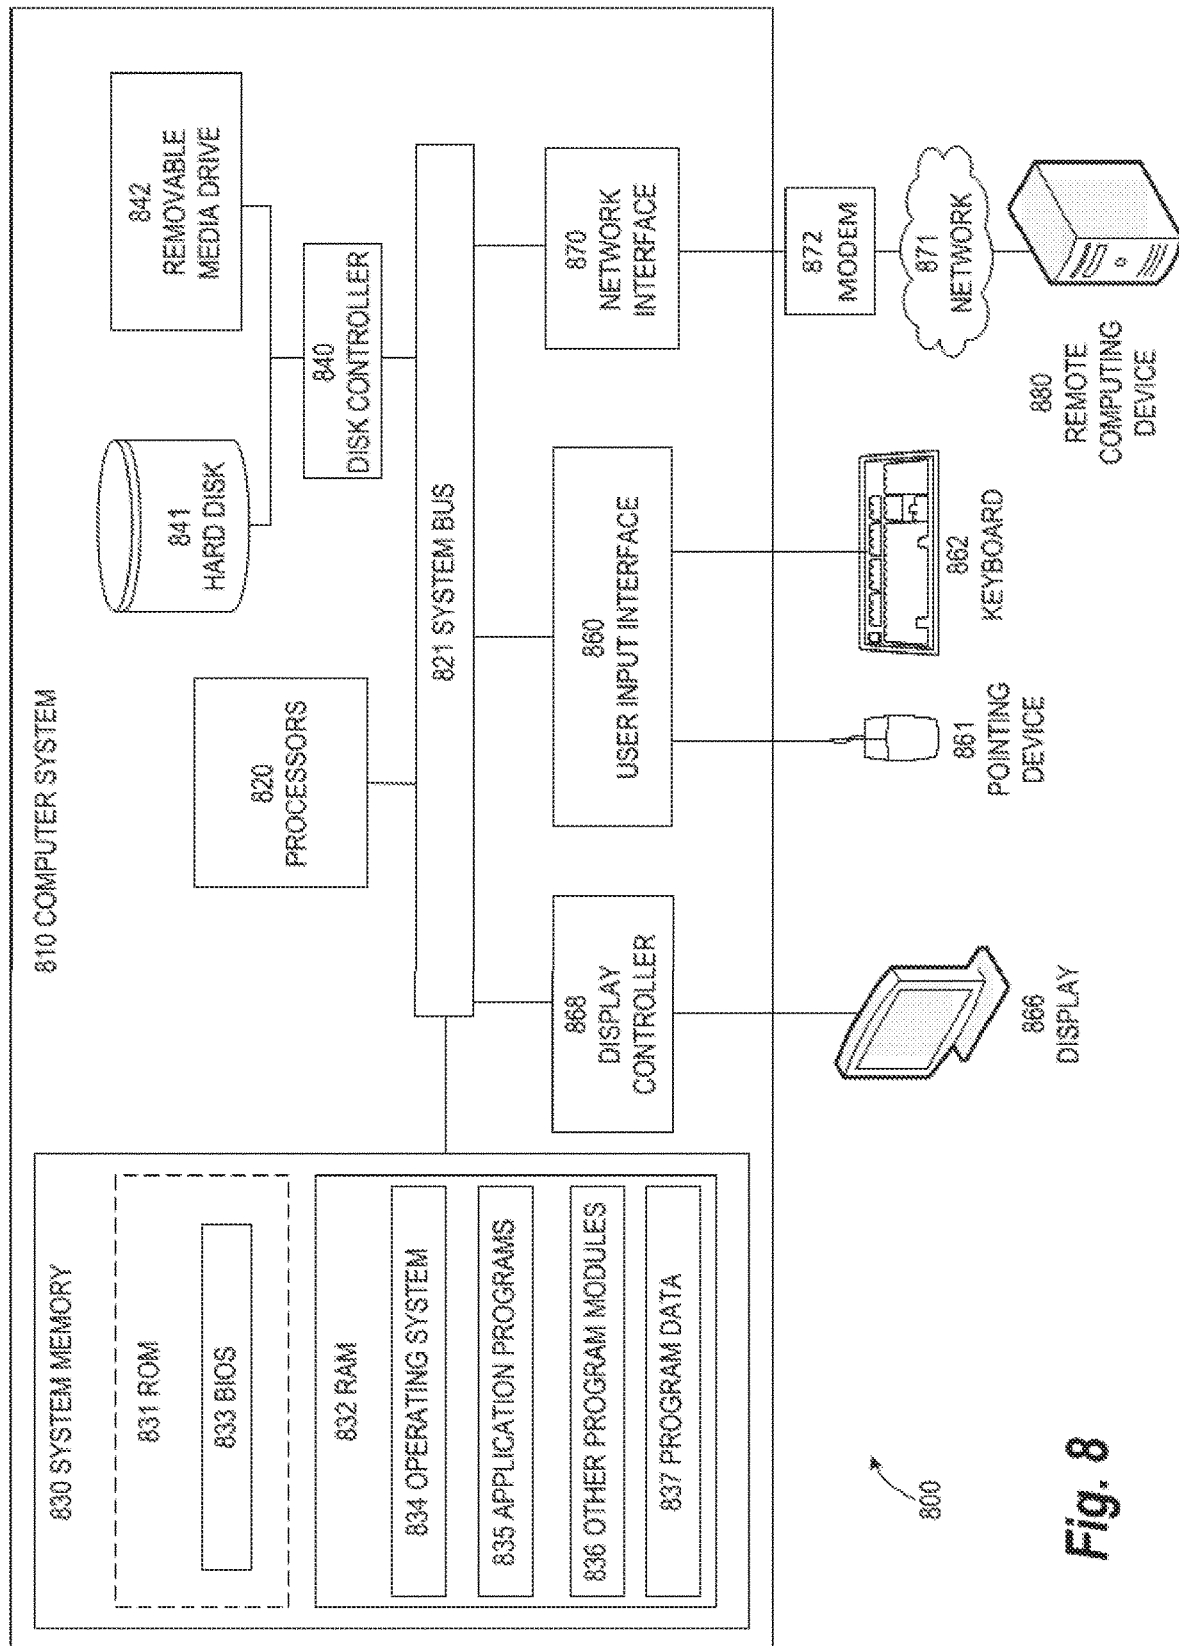 810 COMPUTER SYSTEM
830 SYSTEM MEMORY
831 ROM
833 BIOS
832 RAM
834 OPERATING SYSTEM
835 APPLICATION PROGRAMS
836 OTHER PROGRAM MODULES
837 PROGRAM DATA
820
PROCESSORS
841
HARD DISK
842
REMOVABLE
MEDIA DRIVE
840
DISK CONTROLLER
821 SYSTEM BUS
868
DISPLAY
CONTROLLER
860
USER INPUT INTERFACE
870
NETWORK
INTERFACE
872
MODEM
871
NETWORK
866
DISPLAY
861
POINTING
DEVICE
862
KEYBOARD
880
REMOTE
COMPUTING
DEVICE
800
Fig. 8